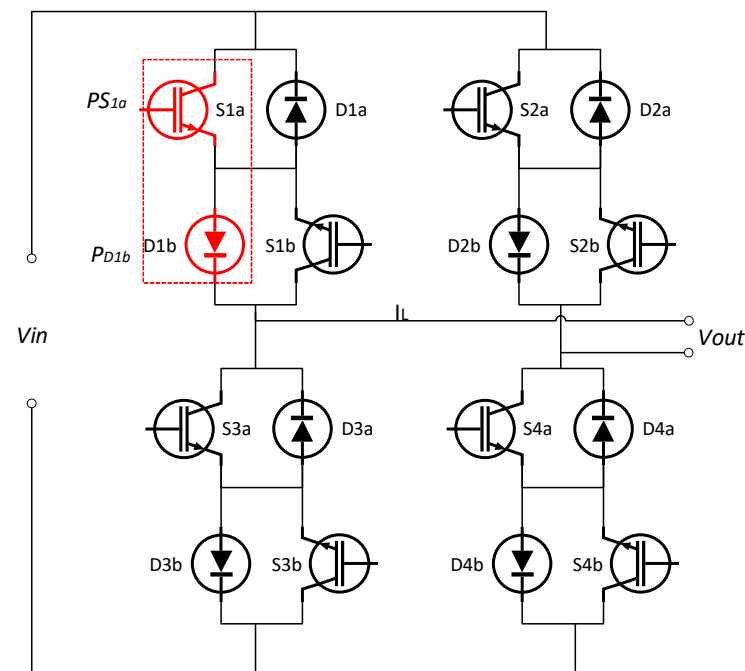 PS1a S1a D1a S2a D2a
PD1b D1b S1b D2b S2b
Vin IL Vout
S3a D3a S4a D4a
D3b S3b D4b S4b